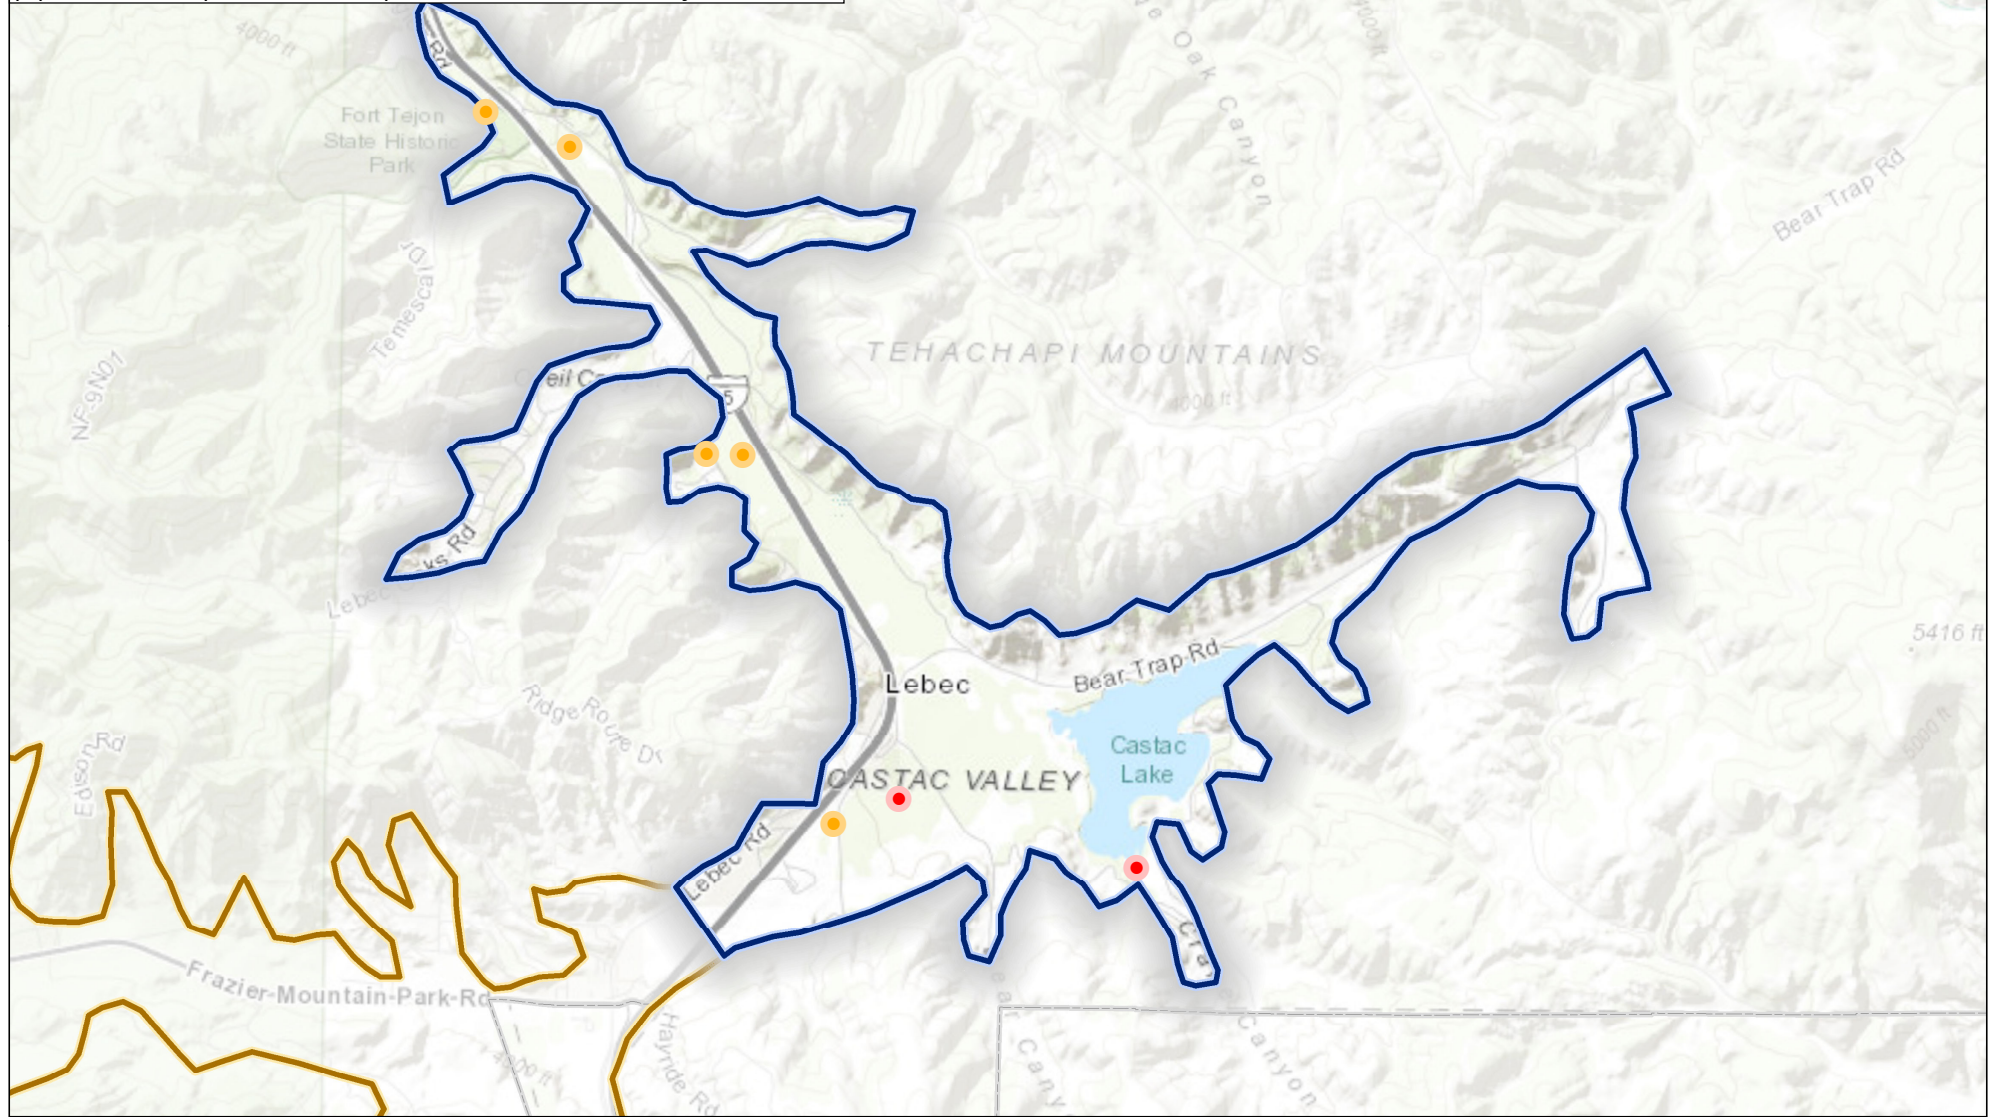 4000 ft
Rd
Oak
Canyon
4000 ft
Fort Tejon
State Historic
Park
Bear Trap Rd
Temescal Dr
TEHACHAPI MOUNTAINS
NF-9N01
5
4000 ft
Rd
Lebec
5416 ft
Bear Trap Rd
Lebec
Ridge Route Dr
5000 ft
Edison Rd
Castac
Lake
CASTAC VALLEY
Lebec Rd
Frazier-Mountain-Park-Rd
Hayride Rd
4000 ft
Canyon